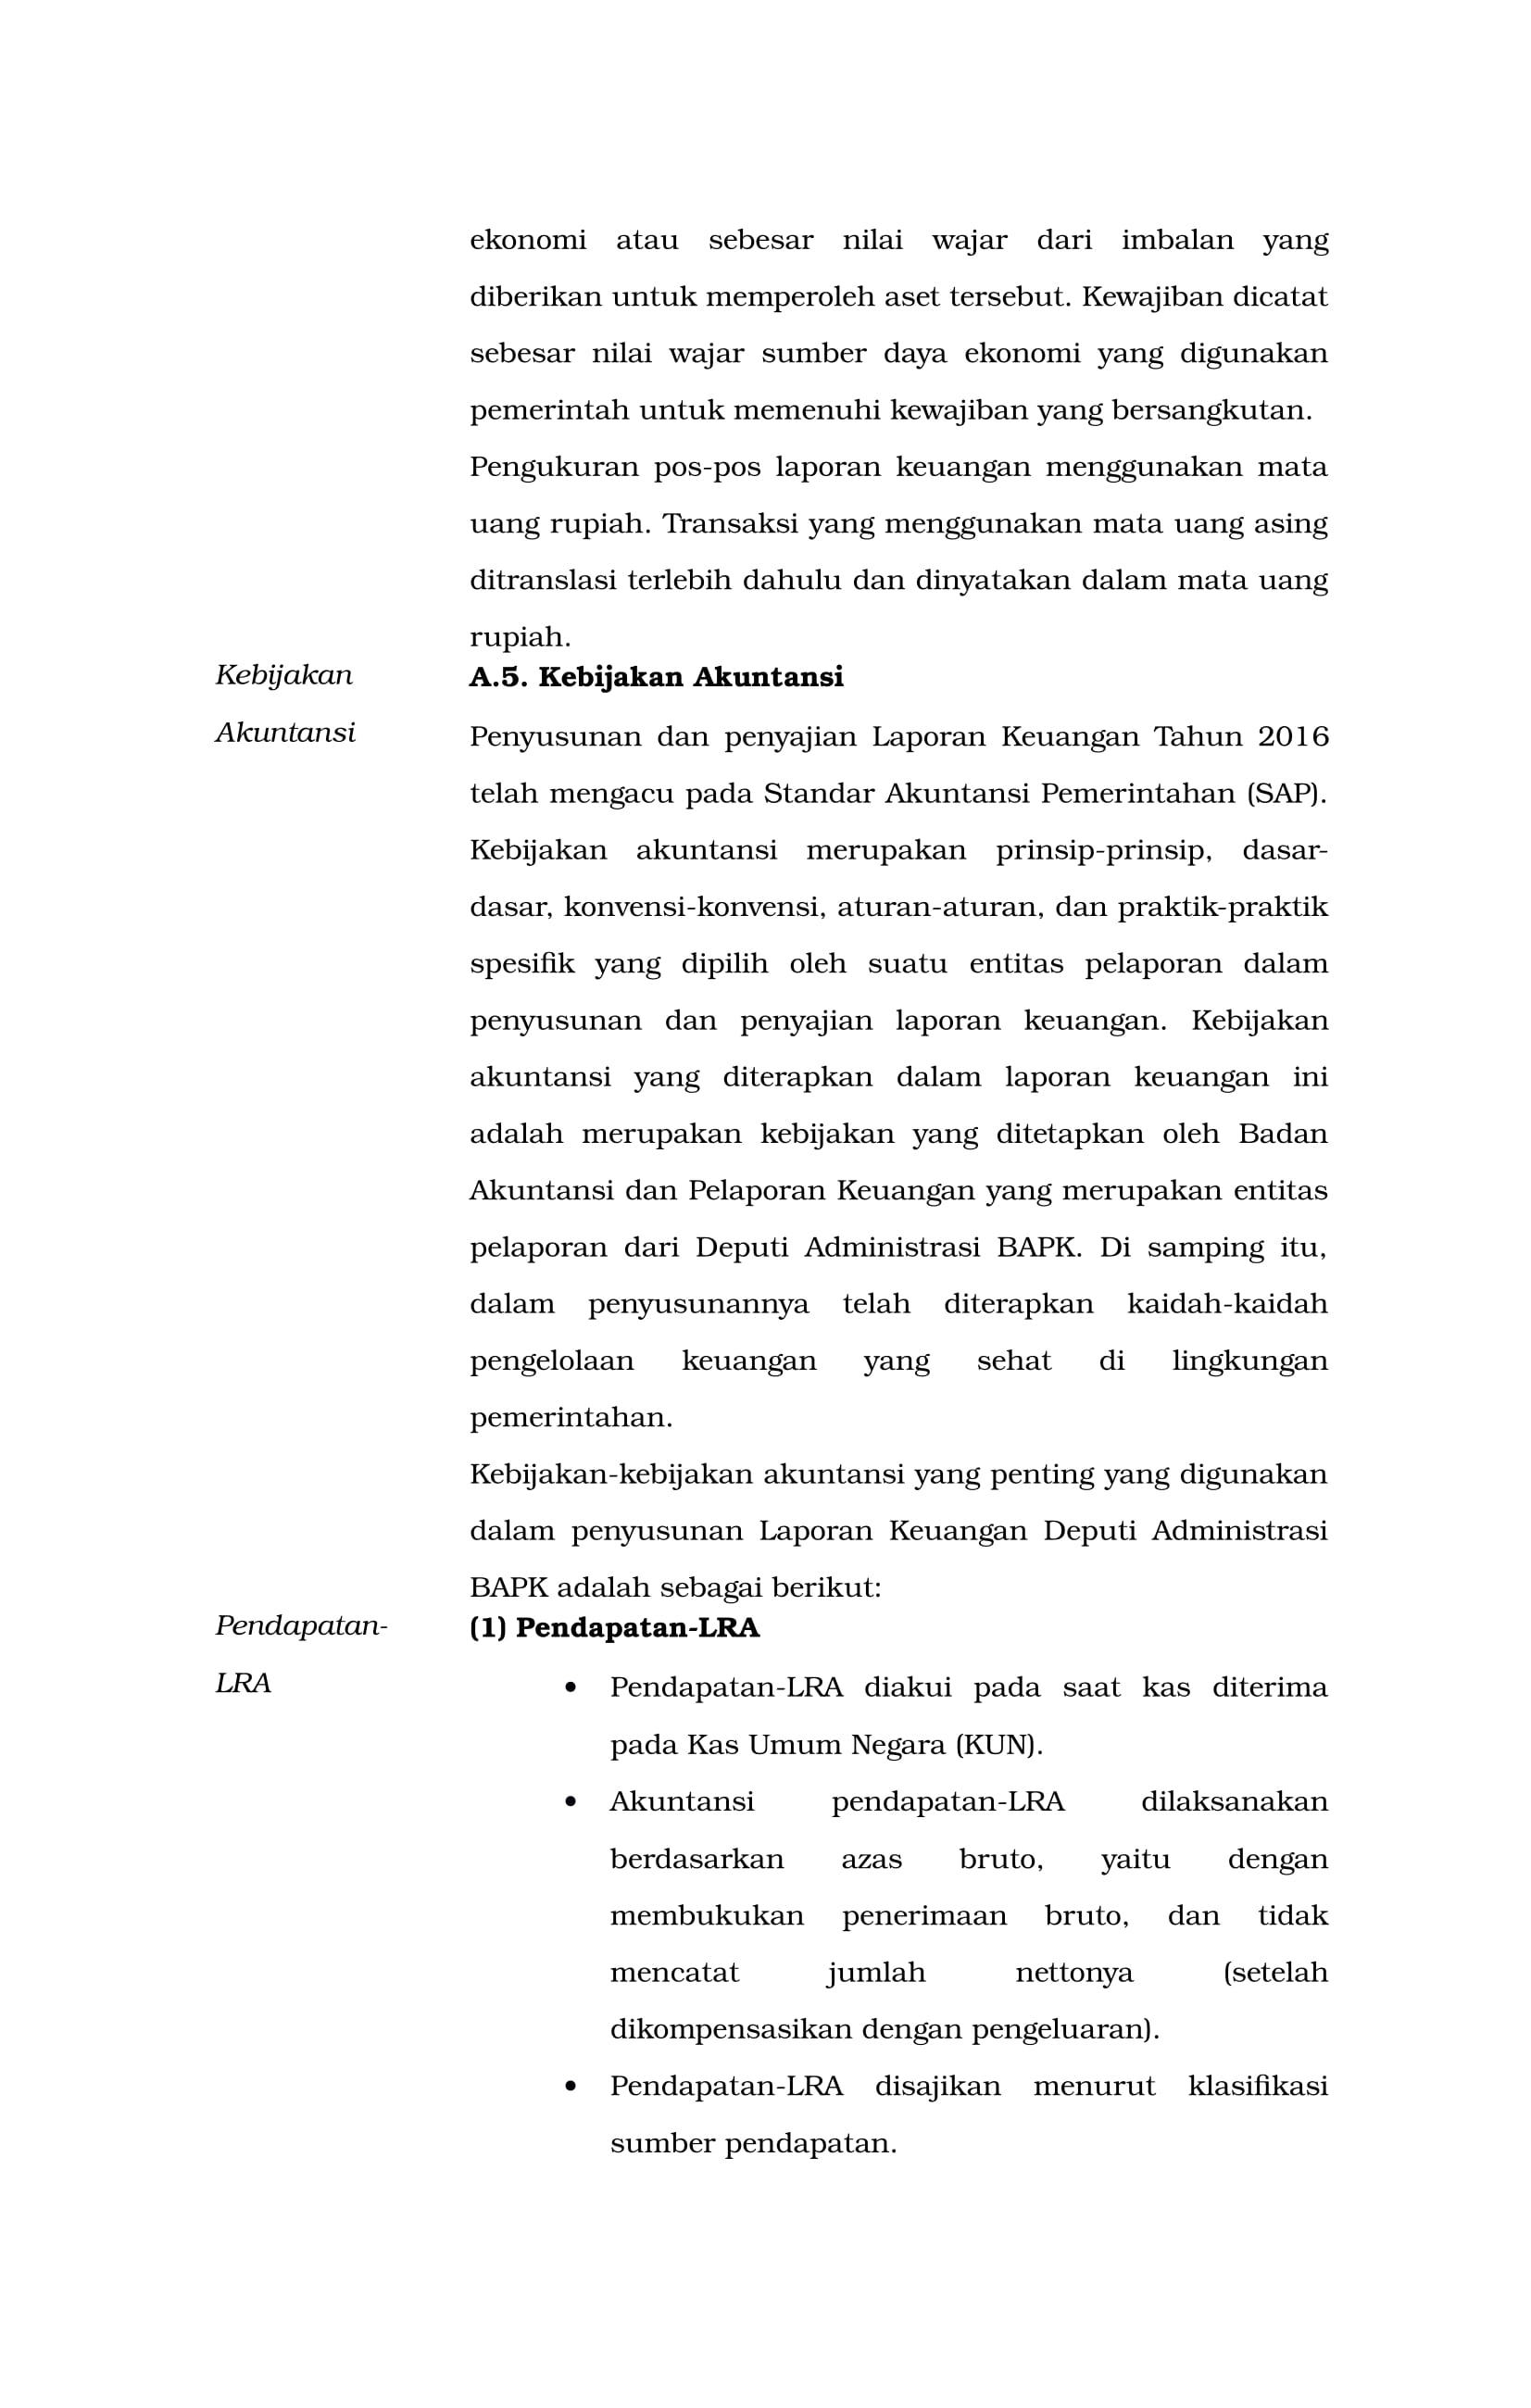 ekonomi atau sebesar nilai wajar dari imbalan yang
diberikan untuk memperoleh aset tersebut. Kewajiban dicatat
sebesar nilai wajar sumber daya ekonomi yang digunakan
pemerintah untuk memenuhi kewajiban yang bersangkutan.
Pengukuran pos-pos laporan keuangan menggunakan mata
uang rupiah. Transaksi yang menggunakan mata uang asing
ditranslasi terlebih dahulu dan dinyatakan dalam mata uang
rupiah.
Kebijakan
Akuntansi
A.5. Kebijakan Akuntansi
Penyusunan dan penyajian Laporan Keuangan Tahun 2016
telah mengacu pada Standar Akuntansi Pemerintahan (SAP).
Kebijakan akuntansi merupakan prinsip-prinsip, dasar-
dasar, konvensi-konvensi, aturan-aturan, dan praktik-praktik
spesifik yang dipilih oleh suatu entitas pelaporan dalam
penyusunan dan penyajian laporan keuangan. Kebijakan
akuntansi yang diterapkan dalam laporan keuangan ini
adalah merupakan kebijakan yang ditetapkan oleh Badan
Akuntansi dan Pelaporan Keuangan yang merupakan entitas
pelaporan dari Deputi Administrasi BAPK. Di samping itu,
dalam penyusunannya telah diterapkan kaidah-kaidah
pengelolaan keuangan yang sehat di lingkungan
pemerintahan.
Kebijakan-kebijakan akuntansi yang penting yang digunakan
dalam penyusunan Laporan Keuangan Deputi Administrasi
BAPK adalah sebagai berikut:
Pendapatan-
LRA
(1) Pendapatan-LRA
• Pendapatan-LRA diakui pada saat kas diterima
pada Kas Umum Negara (KUN).
• Akuntansi pendapatan-LRA dilaksanakan
berdasarkan azas bruto, yaitu dengan
membukukan penerimaan bruto, dan tidak
mencatat jumlah nettonya (setelah
dikompensasikan dengan pengeluaran).
• Pendapatan-LRA disajikan menurut klasifikasi
sumber pendapatan.